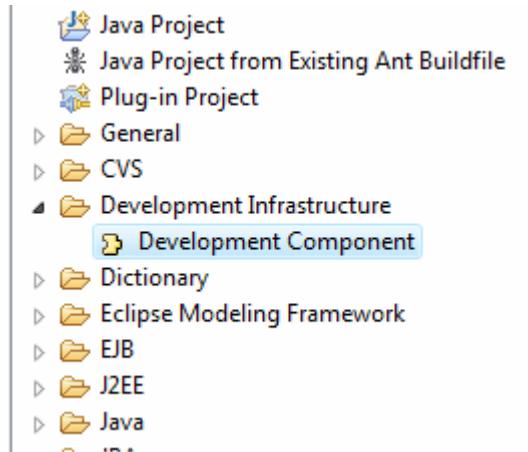 Java Project
Java Project from Existing Ant Buildfile
Plug-in Project
General
CVS
Development Infrastructure
Development Component
Dictionary
Eclipse Modeling Framework
EJB
J2EE
Java